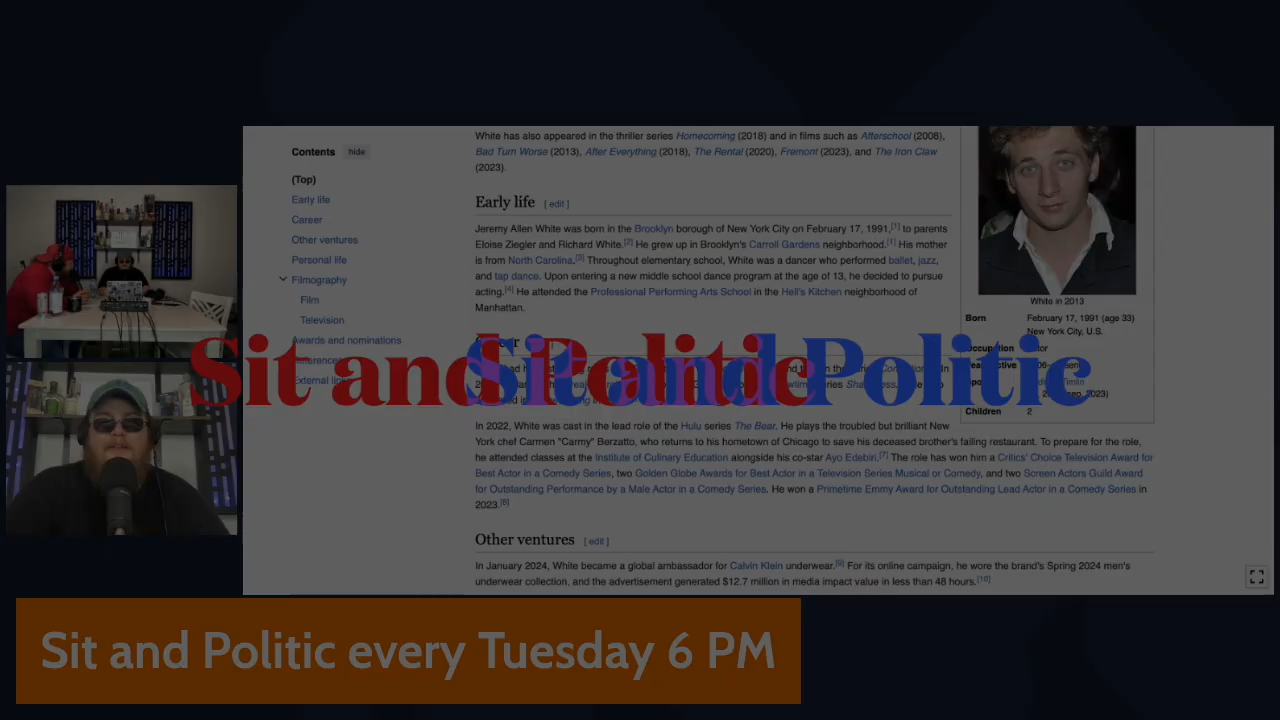 White has also appeared in the thriller series Homecoming (2018) and in films such as Afterschool (2008),
Bad Turn Worse (2013), After Everything (2018), The Rental (2020), Fremont (2023), and The Iron Claw
(2023).
Contents hide
(Top)
Early life
Career
Other ventures
Personal life
Filmography
Film
Television
Awards and nominations
Early life [ edit ]
Jeremy Allen White was born in the Brooklyn borough of New York City on February 17, 1991,[1] to parents
Eloise Ziegler and Richard White.[2] He grew up in Brooklyn's Carroll Gardens neighborhood.[1] His mother
is from North Carolina.[3] Throughout elementary school, White was a dancer who performed ballet, jazz,
and tap dance. Upon entering a new middle school dance program at the age of 13, he decided to pursue
acting.[4] He attended the Professional Performing Arts School in the Hell's Kitchen neighborhood of
Manhattan.
White in 2013
Born February 17, 1991 (age 33)
New York City, U.S.
Children 2
Sit and Politic
Sit and Politic
In 2022, White was cast in the lead role of the Hulu series The Bear. He plays the troubled but brilliant New
York chef Carmen "Carmy" Berzatto, who returns to his hometown of Chicago to save his deceased brother's failing restaurant. To prepare for the role,
he attended classes at the Institute of Culinary Education alongside his co-star Ayo Edebiri.[7] The role has won him a Critics' Choice Television Award for
Best Actor in a Comedy Series, two Golden Globe Awards for Best Actor in a Television Series Musical or Comedy, and two Screen Actors Guild Award
for Outstanding Performance by a Male Actor in a Comedy Series. He won a Primetime Emmy Award for Outstanding Lead Actor in a Comedy Series in
2023.[8]
Other ventures [ edit ]
In January 2024, White became a global ambassador for Calvin Klein underwear.[9] For its online campaign, he wore the brand's Spring 2024 men's
underwear collection, and the advertisement generated $12.7 million in media impact value in less than 48 hours.[10]
Sit and Politic every Tuesday 6 PM